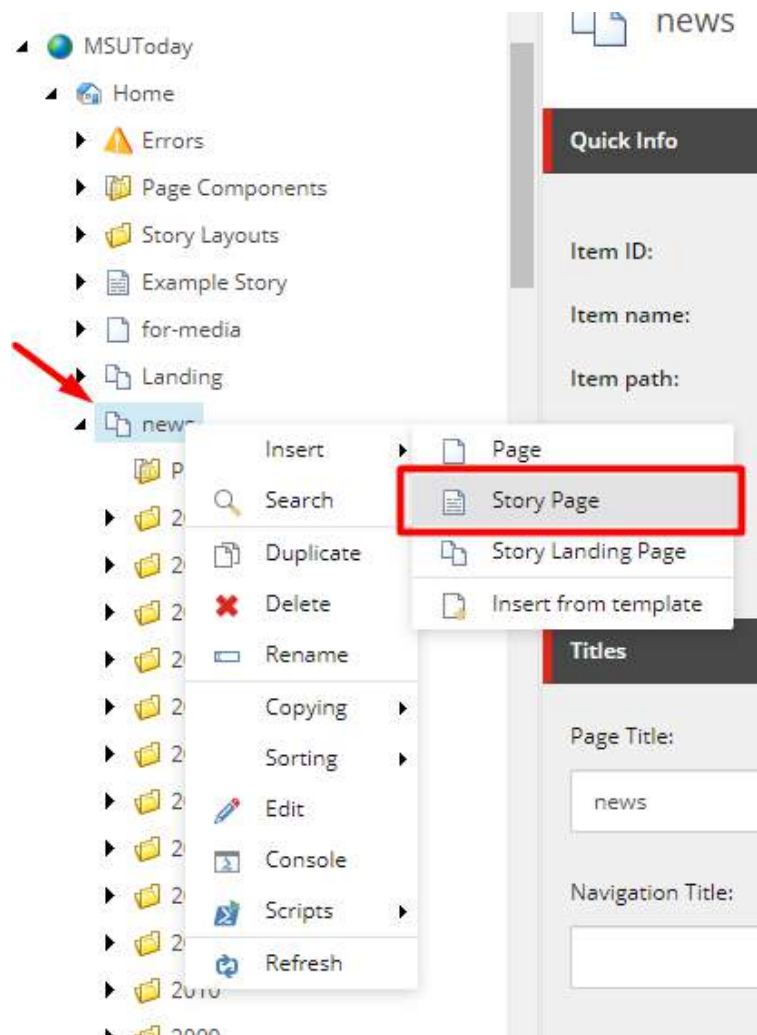 MSUToday
Home
Errors
Page Components
Story Layouts
Example Story
for-media
Landing
news
Insert
Search
Duplicate
Delete
Rename
Copying
Sorting
Edit
Console
Scripts
Refresh
Page
Story Page
Story Landing Page
Insert from template
news
Quick Info
Item ID:
Item name:
Item path:
Titles
Page Title:
news
Navigation Title: